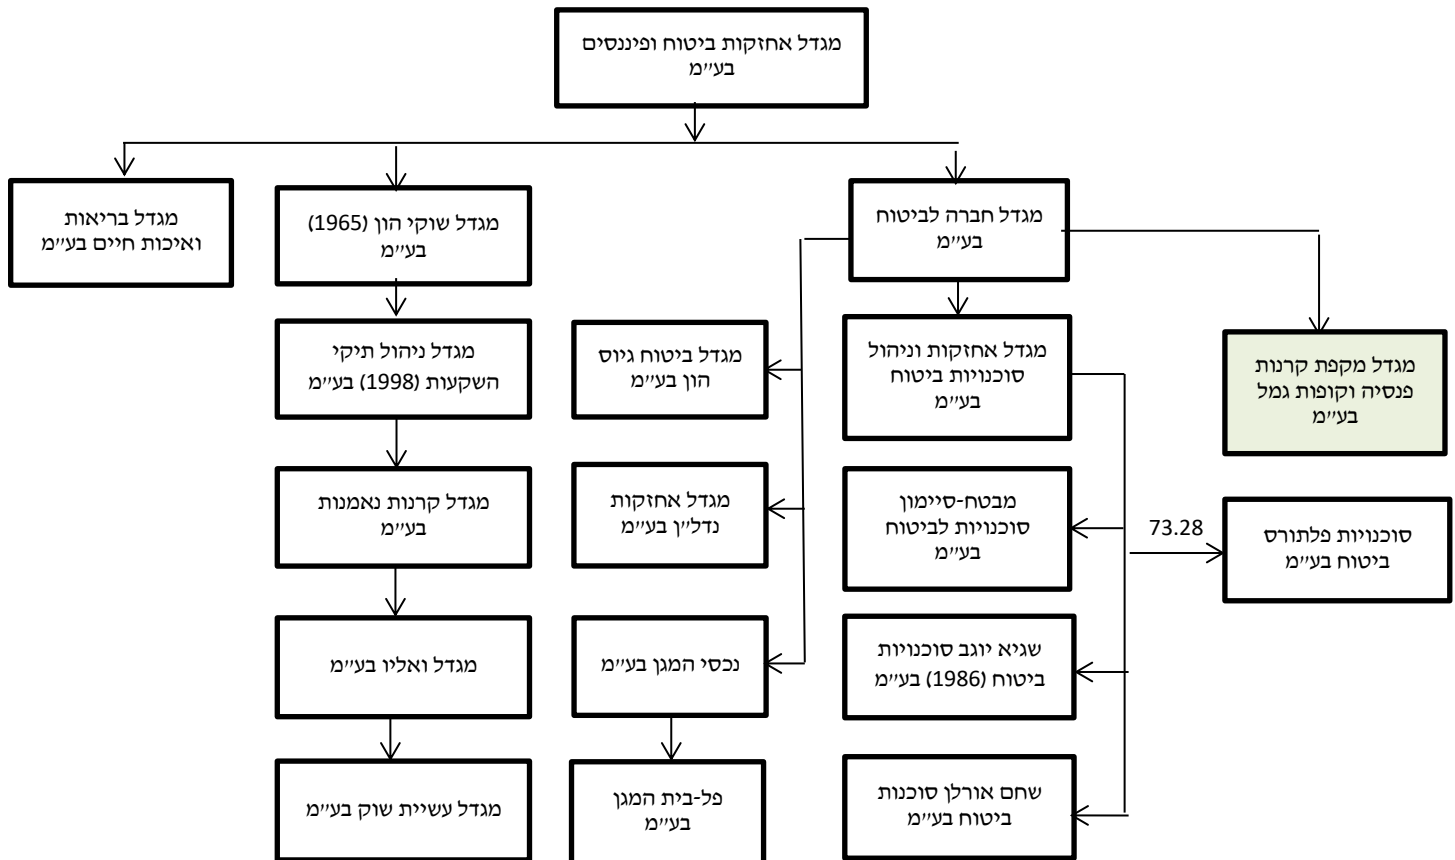 מגדל אחזקות ביטוח ופיננסים
בע״מ
מגדל חברה לביטוח
בע״מ
מגדל שוקי הון (1965)
בע״מ
מגדל בריאות
ואיכות חיים בע״מ
מגדל מקפת קרנות
פנסיה וקופות גמל
בע״מ
מגדל אחזקות וניהול
סוכנויות ביטוח
בע״מ
מגדל ביטוח גיוס
הון בע״מ
מגדל ניהול תיקי
השקעות (1998) בע״מ
סוכנויות פלתורס
ביטוח בע״מ
73.28
מבטח-סיימון
סוכנויות לביטוח
בע״מ
מגדל אחזקות
נדל״ן בע״מ
מגדל קרנות נאמנות
בע״מ
שגיא יוגב סוכנויות
ביטוח (1986) בע״מ
נכסי המגן בע״מ
מגדל ואליו בע״מ
שחם אורלן סוכנות
ביטוח בע״מ
פל-בית המגן
בע״מ
מגדל עשיית שוק בע״מ